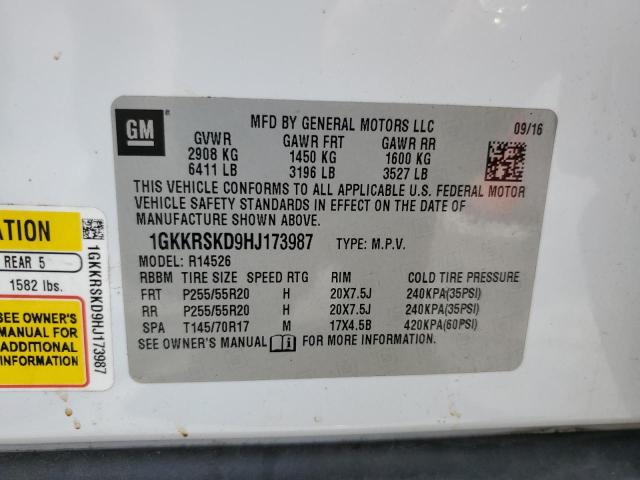 GM
MFD BY GENERAL MOTORS LLC
09/16
GVWR GAWR FRT GAWR RR
2908 KG 1450 KG 1600 KG
6411 LB 3196 LB 3527 LB
THIS VEHICLE CONFORMS TO ALL APPLICABLE U.S. FEDERAL MOTOR
VEHICLE SAFETY STANDARDS IN EFFECT ON THE DATE OF
MANUFACTURE SHOWN ABOVE.
1GKKRSKD9HJ173987 TYPE: M.P.V.
MODEL: R14526
RBBM TIRE SIZE SPEED RTG RIM COLD TIRE PRESSURE
FRT P255/55R20 H 20X7.5J 240KPA(35PSI)
RR P255/55R20 H 20X7.5J 240KPA(35PSI)
SPA T145/70R17 M 17X4.5B 420KPA(60PSI)
SEE OWNER'S MANUAL i FOR MORE INFORMATION.
ATION
REAR 5
1582 lbs.
SEE OWNER'S
MANUAL FOR
ADDITIONAL
INFORMATION
1GKKRSKD9HJ173987